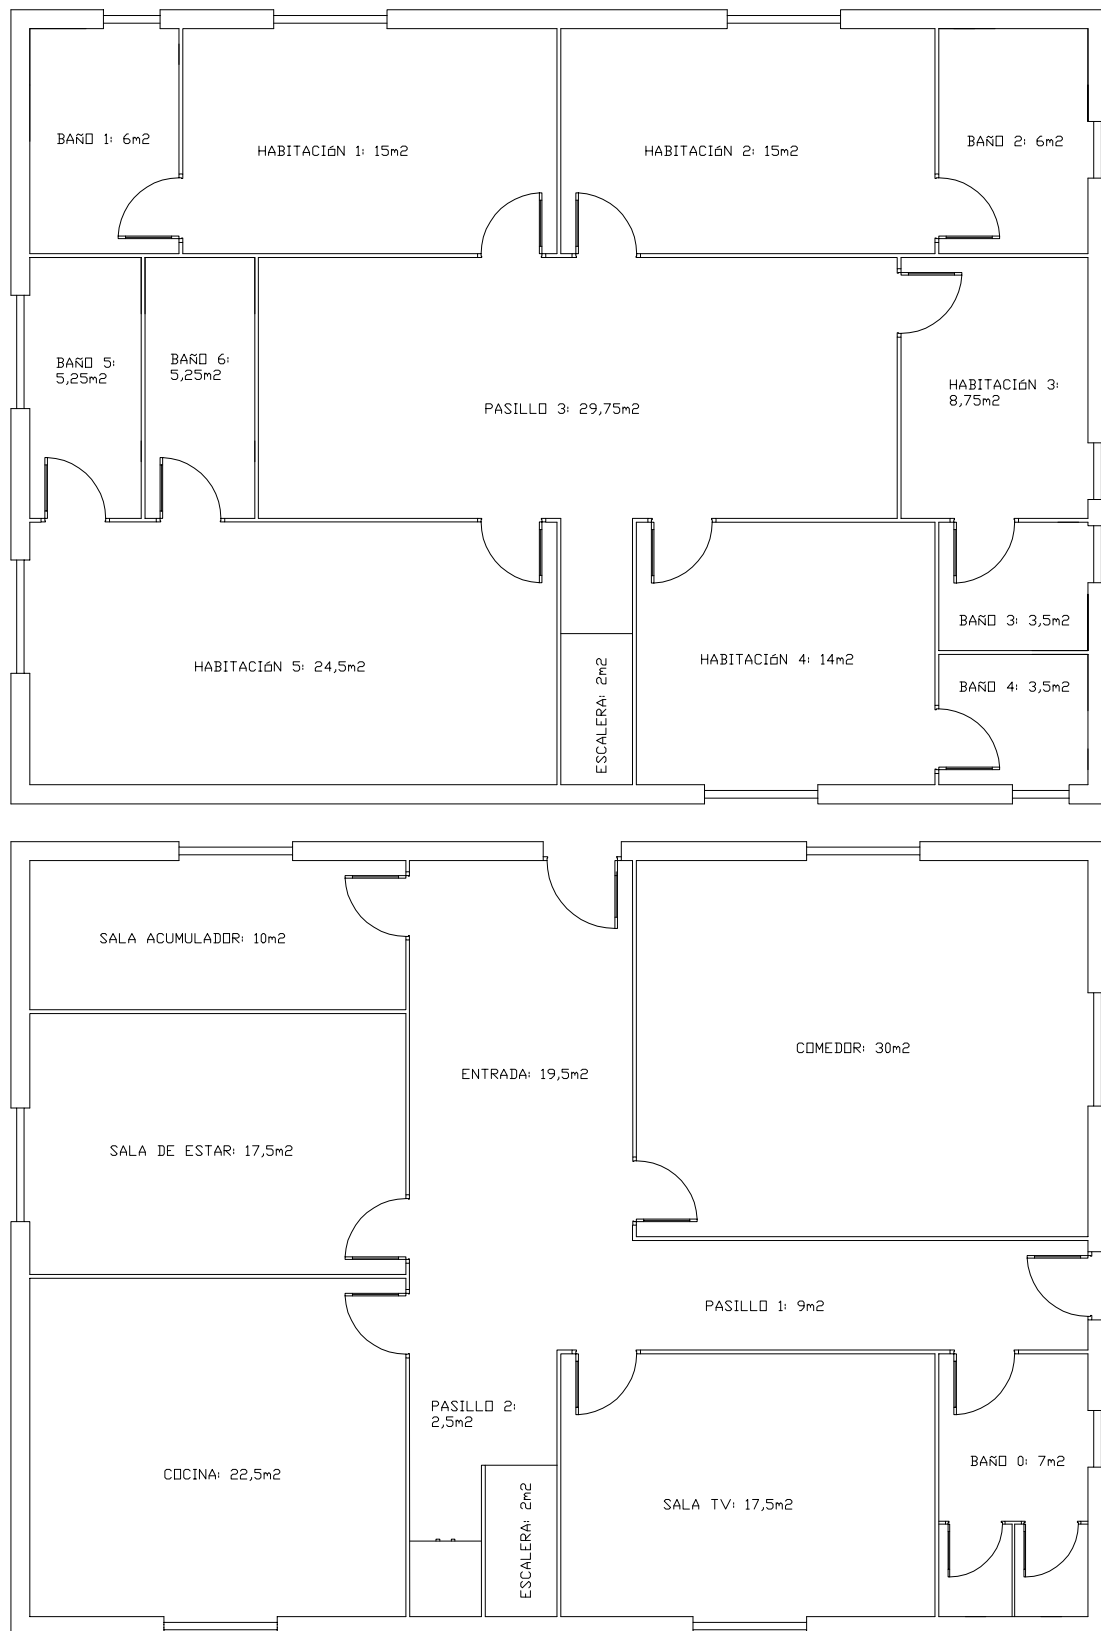 BAÑO 1: 6m2
HABITACIóN 1: 15m2
HABITACIóN 2: 15m2
BAÑO 2: 6m2
BAÑO 5:
5,25m2
BAÑO 6:
5,25m2
PASILLO 3: 29,75m2
HABITACIóN 3:
8,75m2
HABITACIóN 5: 24,5m2
ESCALERA: 2m2
HABITACIóN 4: 14m2
BAÑO 3: 3,5m2
BAÑO 4: 3,5m2
SALA ACUMULADOR: 10m2
ENTRADA: 19,5m2
COMEDOR: 30m2
SALA DE ESTAR: 17,5m2
PASILLO 1: 9m2
PASILLO 2:
2,5m2
COCINA: 22,5m2
ESCALERA: 2m2
SALA TV: 17,5m2
BAÑO 0: 7m2